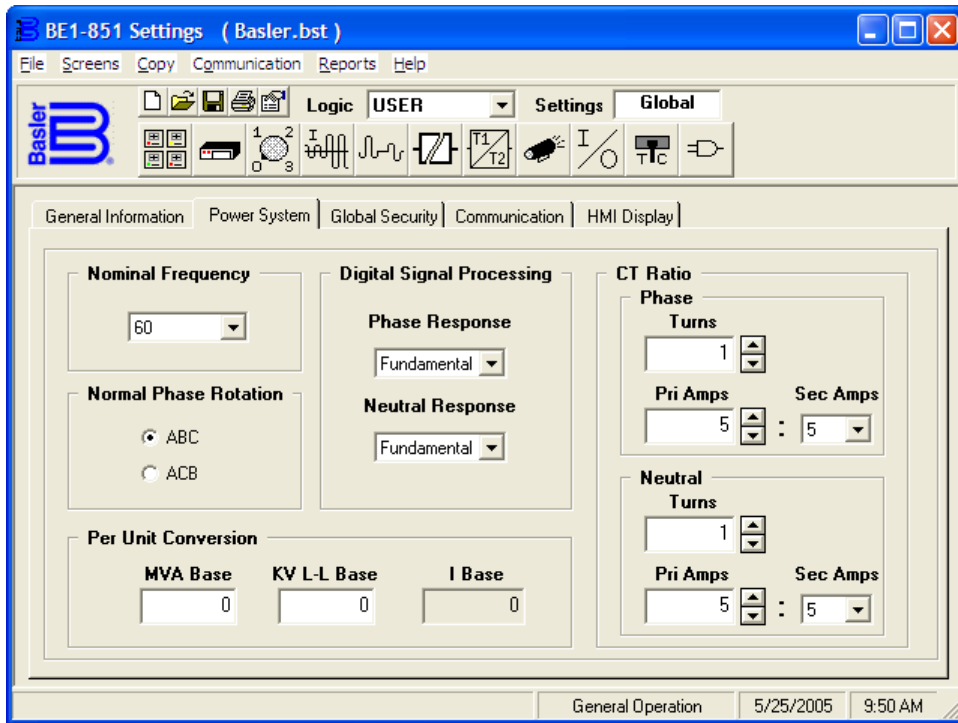 BE1-851 Settings ( Basler.bst )
File Screens Copy Communication Reports Help
Basler
B
Logic USER Settings Global
1 2 0 3
I
T1 T2
I O
T C
General Information Power System Global Security Communication HMI Display
Nominal Frequency
60
Normal Phase Rotation
ABC
ACB
Digital Signal Processing
Phase Response
Fundamental
Neutral Response
Fundamental
CT Ratio
Phase
Turns
1
Pri Amps Sec Amps
5 : 5
Neutral
Turns
1
Pri Amps Sec Amps
5 : 5
Per Unit Conversion
MVA Base KV L-L Base I Base
0 0 0
General Operation 5/25/2005 9:50 AM